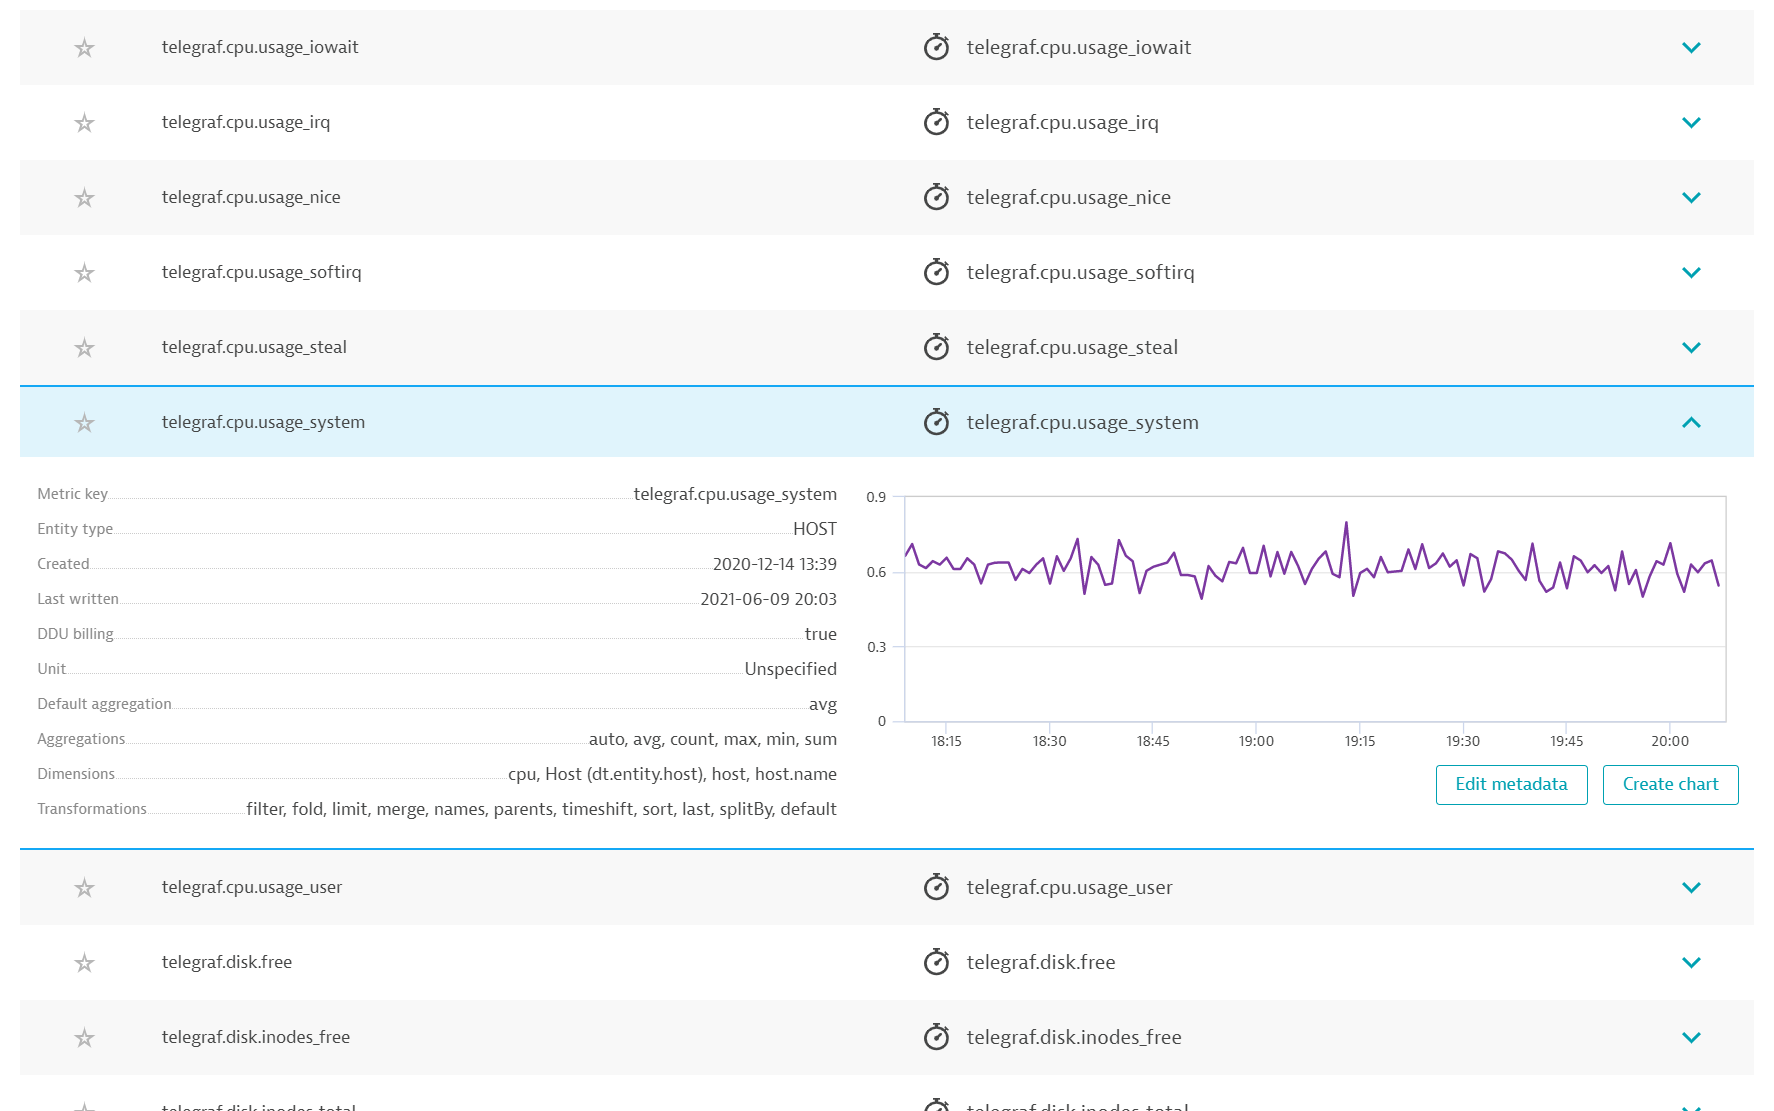 telegraf.cpu.usage_iowait telegraf.cpu.usage_iowait
telegraf.cpu.usage_irq telegraf.cpu.usage_irq
telegraf.cpu.usage_nice telegraf.cpu.usage_nice
telegraf.cpu.usage_softirq telegraf.cpu.usage_softirq
telegraf.cpu.usage_steal telegraf.cpu.usage_steal
telegraf.cpu.usage_system telegraf.cpu.usage_system
Metric key telegraf.cpu.usage_system
Entity type HOST
Created 2020-12-14 13:39
Last written 2021-06-09 20:03
DDU billing true
Unit Unspecified
Default aggregation avg
Aggregations auto, avg, count, max, min, sum
Dimensions cpu, Host (dt.entity.host), host, host.name
Transformations filter, fold, limit, merge, names, parents, timeshift, sort, last, splitBy, default
0.9
0.6
0.3
0
18:15 18:30 18:45 19:00 19:15 19:30 19:45 20:00
Edit metadata Create chart
telegraf.cpu.usage_user telegraf.cpu.usage_user
telegraf.disk.free telegraf.disk.free
telegraf.disk.inodes_free telegraf.disk.inodes_free
telegraf.disk.inodes_total telegraf.disk.inodes_total